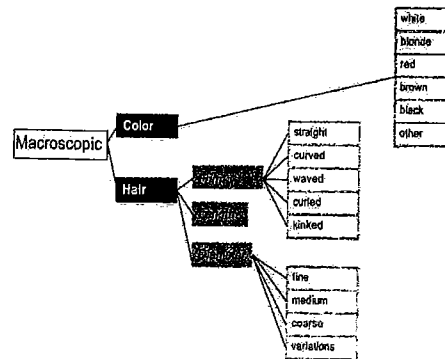 white
blonde
red
brown
black
other
Color
Macroscopic
Hair
straight
curved
waved
curled
kinked
fine
medium
coarse
variations